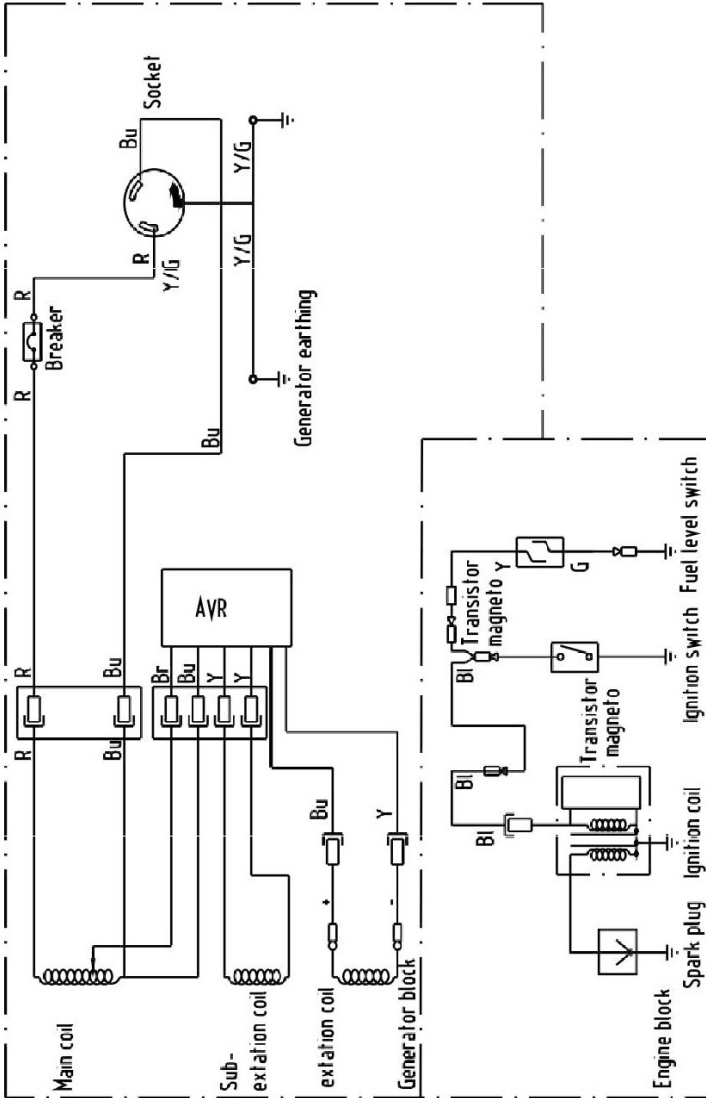 R
R
R
R
Main coil
Breaker
Socket
Bu
Bu
Bu
Bu
R
Y/G
Br
Bu
Y
Y
AVR
Y/G
Y/G
Sub-
extation coil
Generator earthing
extation coil
+
Bu
-
Y
Generator block
Bl
Bl
Bl
Transistor
magneto
Y
G
Transistor
magneto
Engine block
Spark plug
Ignition coil
Ignition switch
Fuel level switch